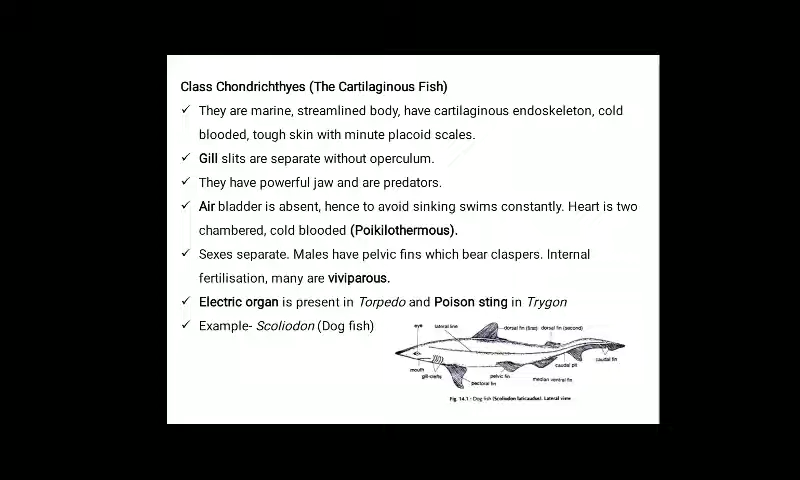 Class Chondrichthyes (The Cartilaginous Fish)
✓ They are marine, streamlined body, have cartilaginous endoskeleton, cold
blooded, tough skin with minute placoid scales.
✓ Gill slits are separate without operculum.
✓ They have powerful jaw and are predators.
✓ Air bladder is absent, hence to avoid sinking swims constantly. Heart is two
chambered, cold blooded (Poikilothermous).
✓ Sexes separate. Males have pelvic fins which bear claspers. Internal
fertilisation, many are viviparous.
✓ Electric organ is present in Torpedo and Poison sting in Trygon
✓ Example- Scoliodon (Dog fish)
eye
lateral line
dorsal fin (first)
dorsal fin (second)
mouth
gill-clefts
pectoral fin
pelvic fin
median ventral fin
caudal pit
caudal fin
Fig. 14.1 : Dog fish (Scoliodon laticaudus). Lateral view